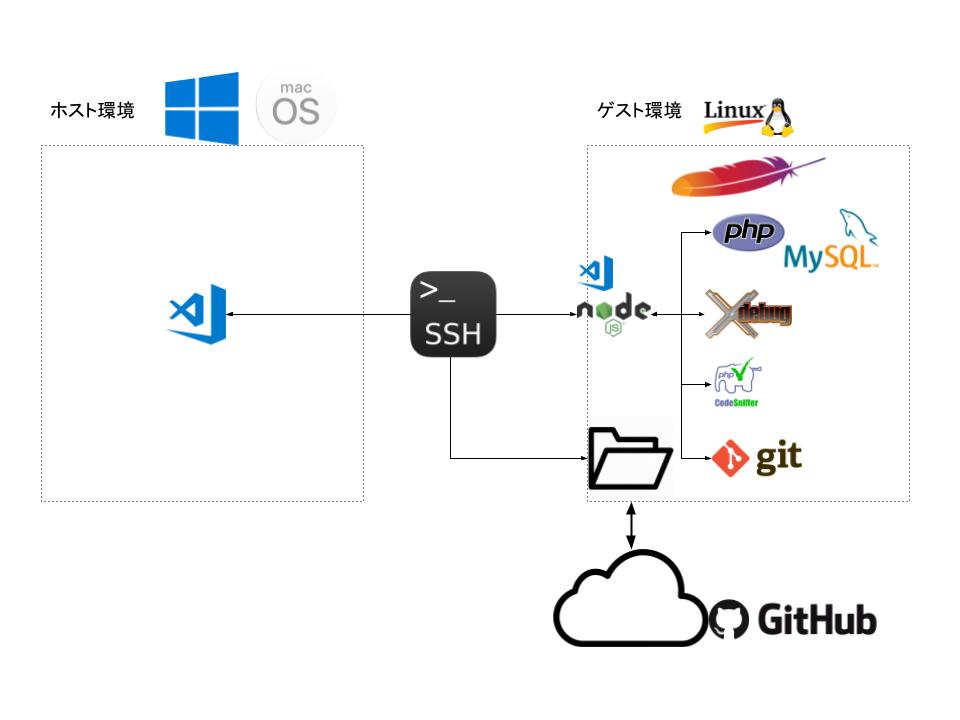 ホスト環境
mac
OS
ゲスト環境
Linux
php
MySQL™
>_
SSH
node
JS
Xdebug
php
CodeSniffer
git
GitHub